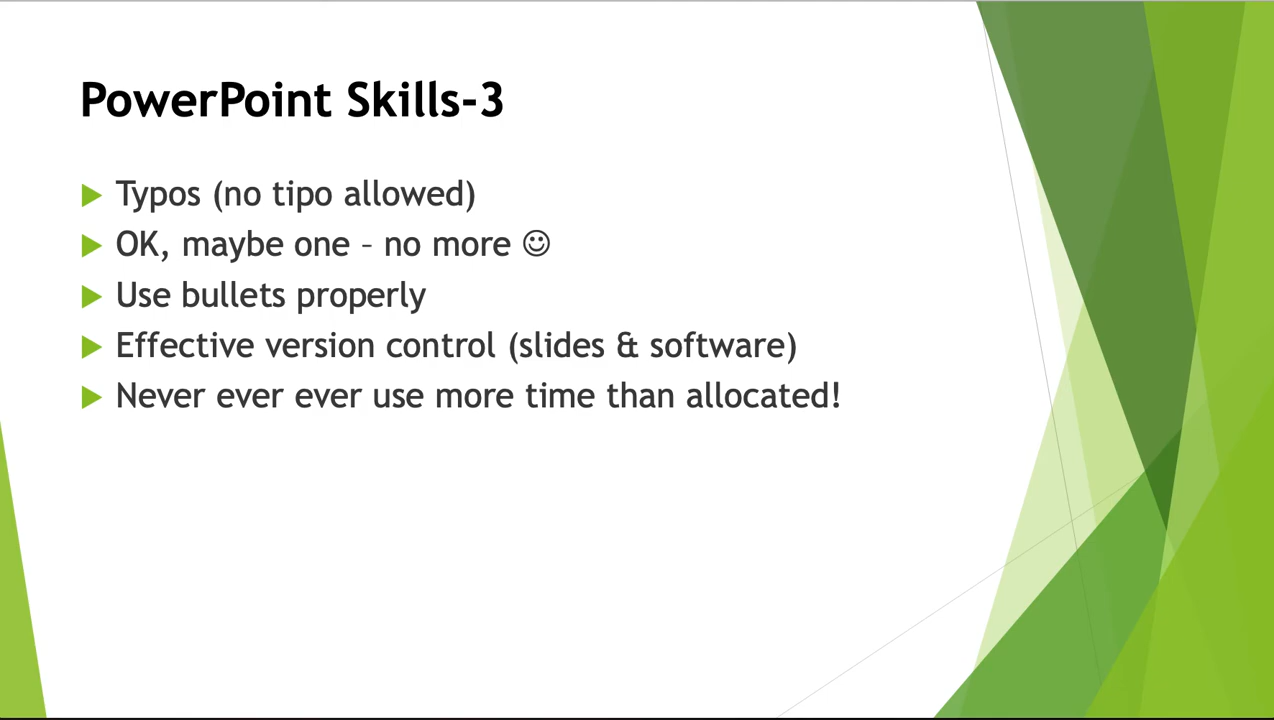 PowerPoint Skills-3
Typos (no tipo allowed)
OK, maybe one – no more ☺
Use bullets properly
Effective version control (slides & software)
Never ever ever use more time than allocated!